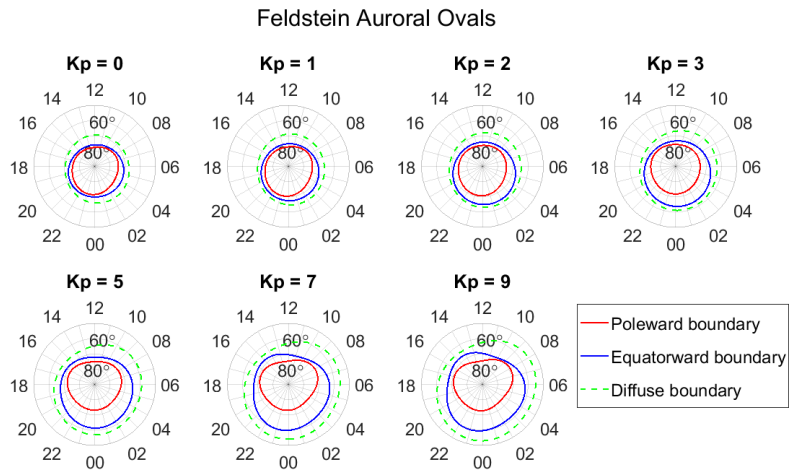 Feldstein Auroral Ovals
Kp = 0
12
14 10
16 60° 08
80°
18 06
20 04
22 02
00
Kp = 1
12
14 10
16 60° 08
80°
18 06
20 04
22 02
00
Kp = 2
12
14 10
16 60° 08
80°
18 06
20 04
22 02
00
Kp = 3
12
14 10
16 60° 08
80°
18 06
20 04
22 02
00
Kp = 5
12
14 10
16 60° 08
80°
18 06
20 04
22 02
00
Kp = 7
12
14 10
16 60° 08
80°
18 06
20 04
22 02
00
Kp = 9
12
14 10
16 60° 08
80°
18 06
20 04
22 02
00
Poleward boundary
Equatorward boundary
Diffuse boundary